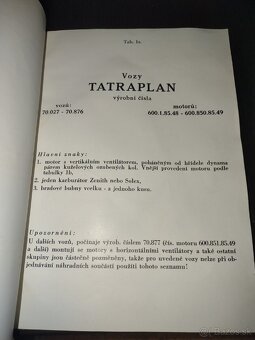 Tab. Ia.
Vozy
TATRAPLAN
výrobní čísla
vozů: motorů:
70.027 - 70.876 600.1.85.48 - 600.850.85.49
Hlavní znaky:
1. motor s vertikálním ventilátorem, poháněným od hřídele dynama
párem kuželových ozubených kol. Vnější provedení motoru podle
tabulky 1b,
2. jeden karburátor Zenith nebo Solex,
3. brzdové bubny vcelku - z jednoho kusu.
Upozornění:
U dalších vozů, počínaje výrob. číslem 70.877 (čís. motoru 600.851.85.49
a další) montují se motory s horizontálními ventilátory a také ostatní
skupiny jsou částečně pozměněny, takže pro uvedené vozy nelze při ob-
jednávání náhradních součástí použíti tohoto seznamu!